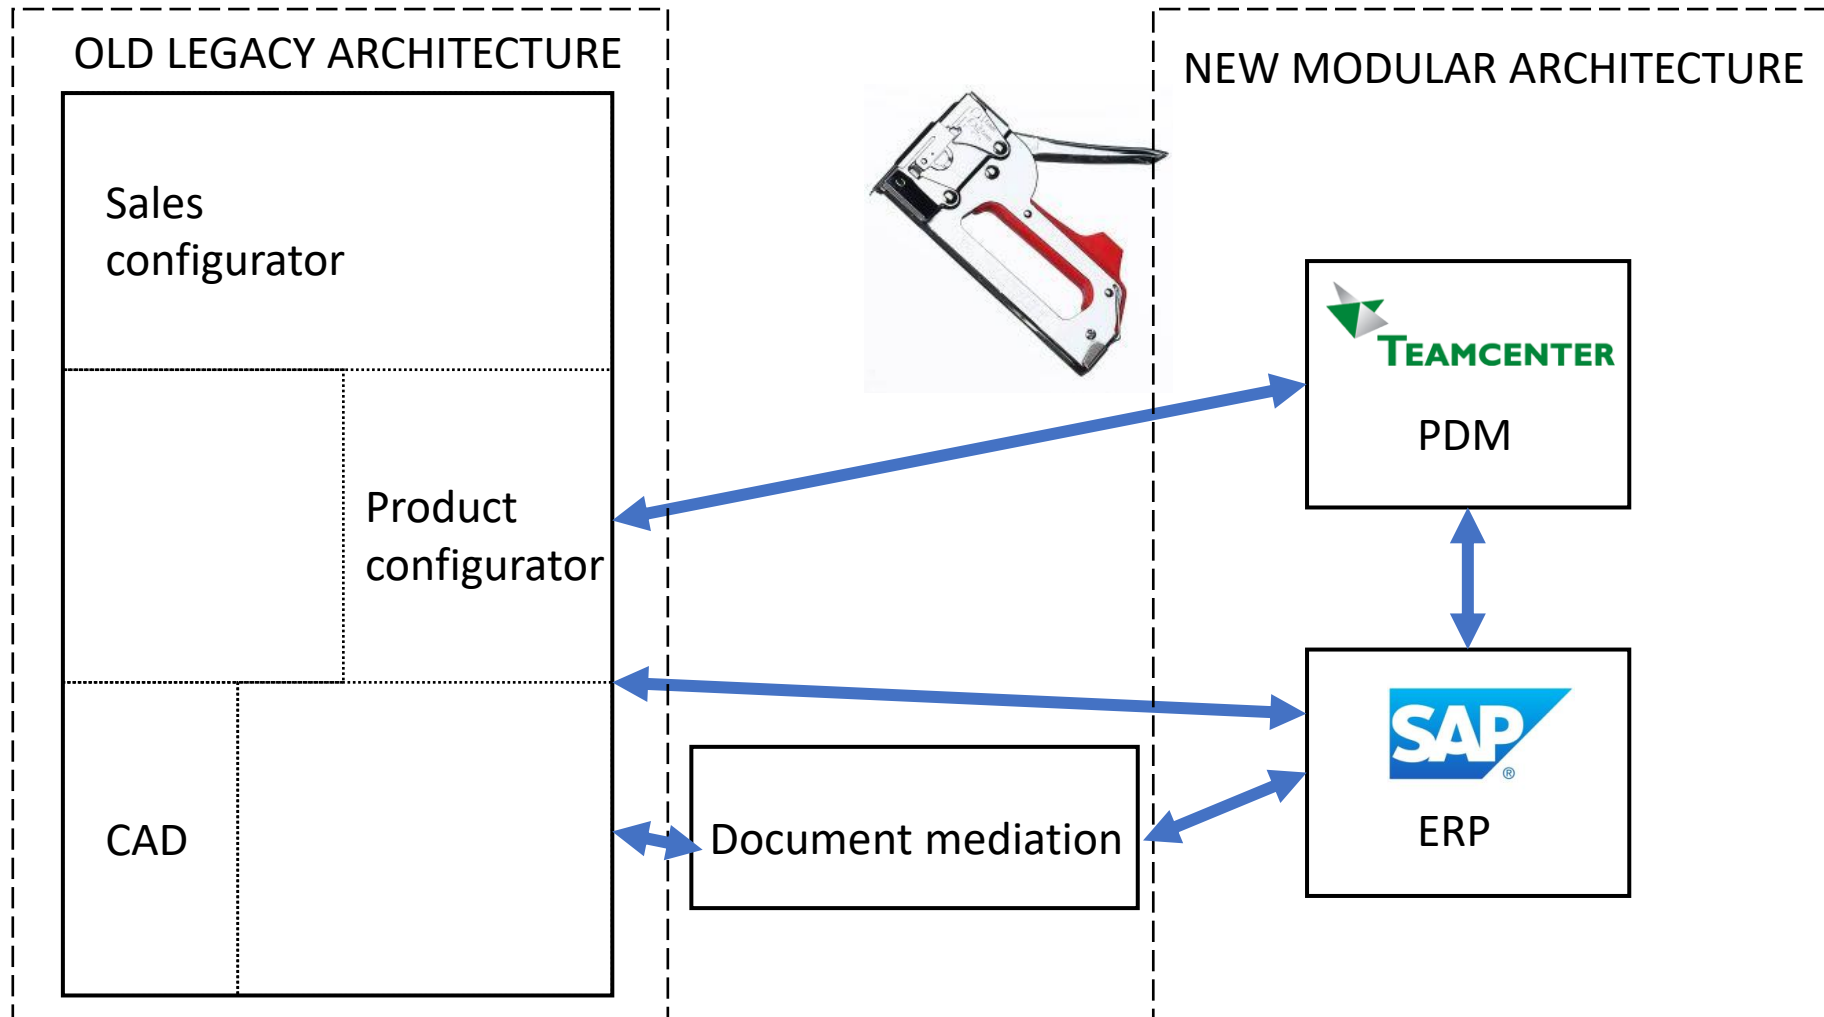 OLD LEGACY ARCHITECTURE
NEW MODULAR ARCHITECTURE
Sales
configurator
Product
configurator
CAD
Document mediation
TEAMCENTER
PDM
SAP
®
ERP